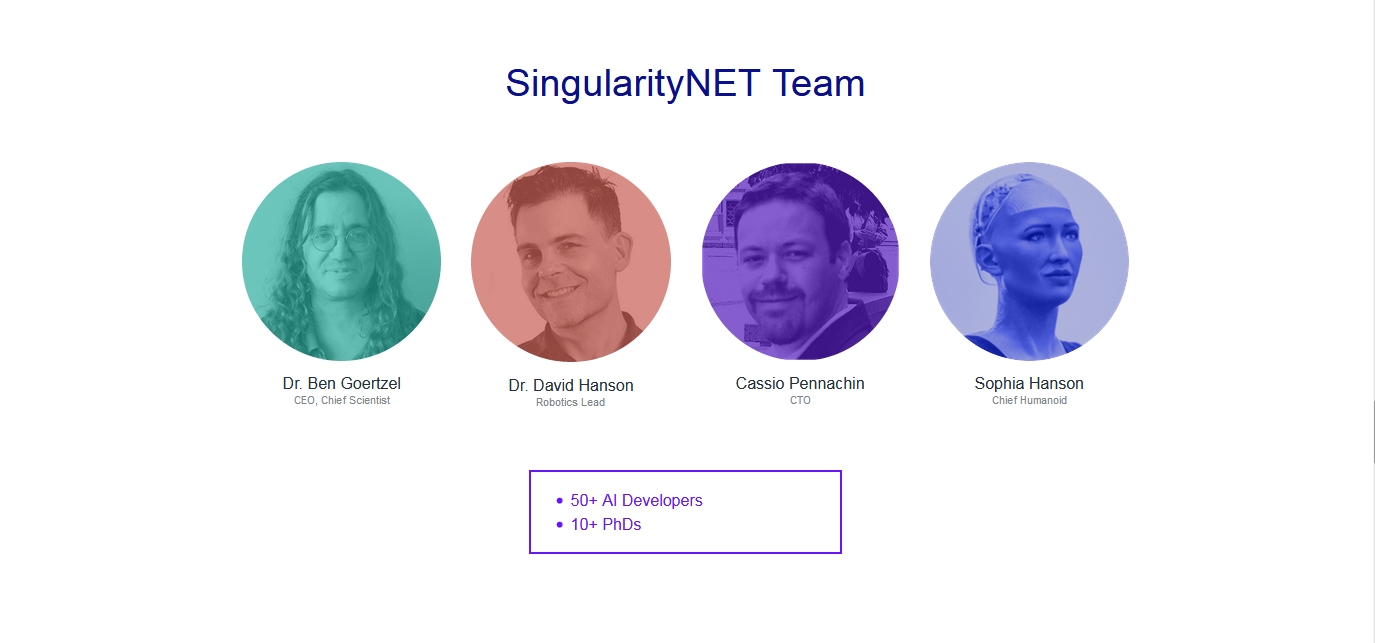 SingularityNET Team
Dr. Ben Goertzel
CEO, Chief Scientist
Dr. David Hanson
Robotics Lead
Cassio Pennachin
CTO
Sophia Hanson
Chief Humanoid
• 50+ AI Developers
• 10+ PhDs